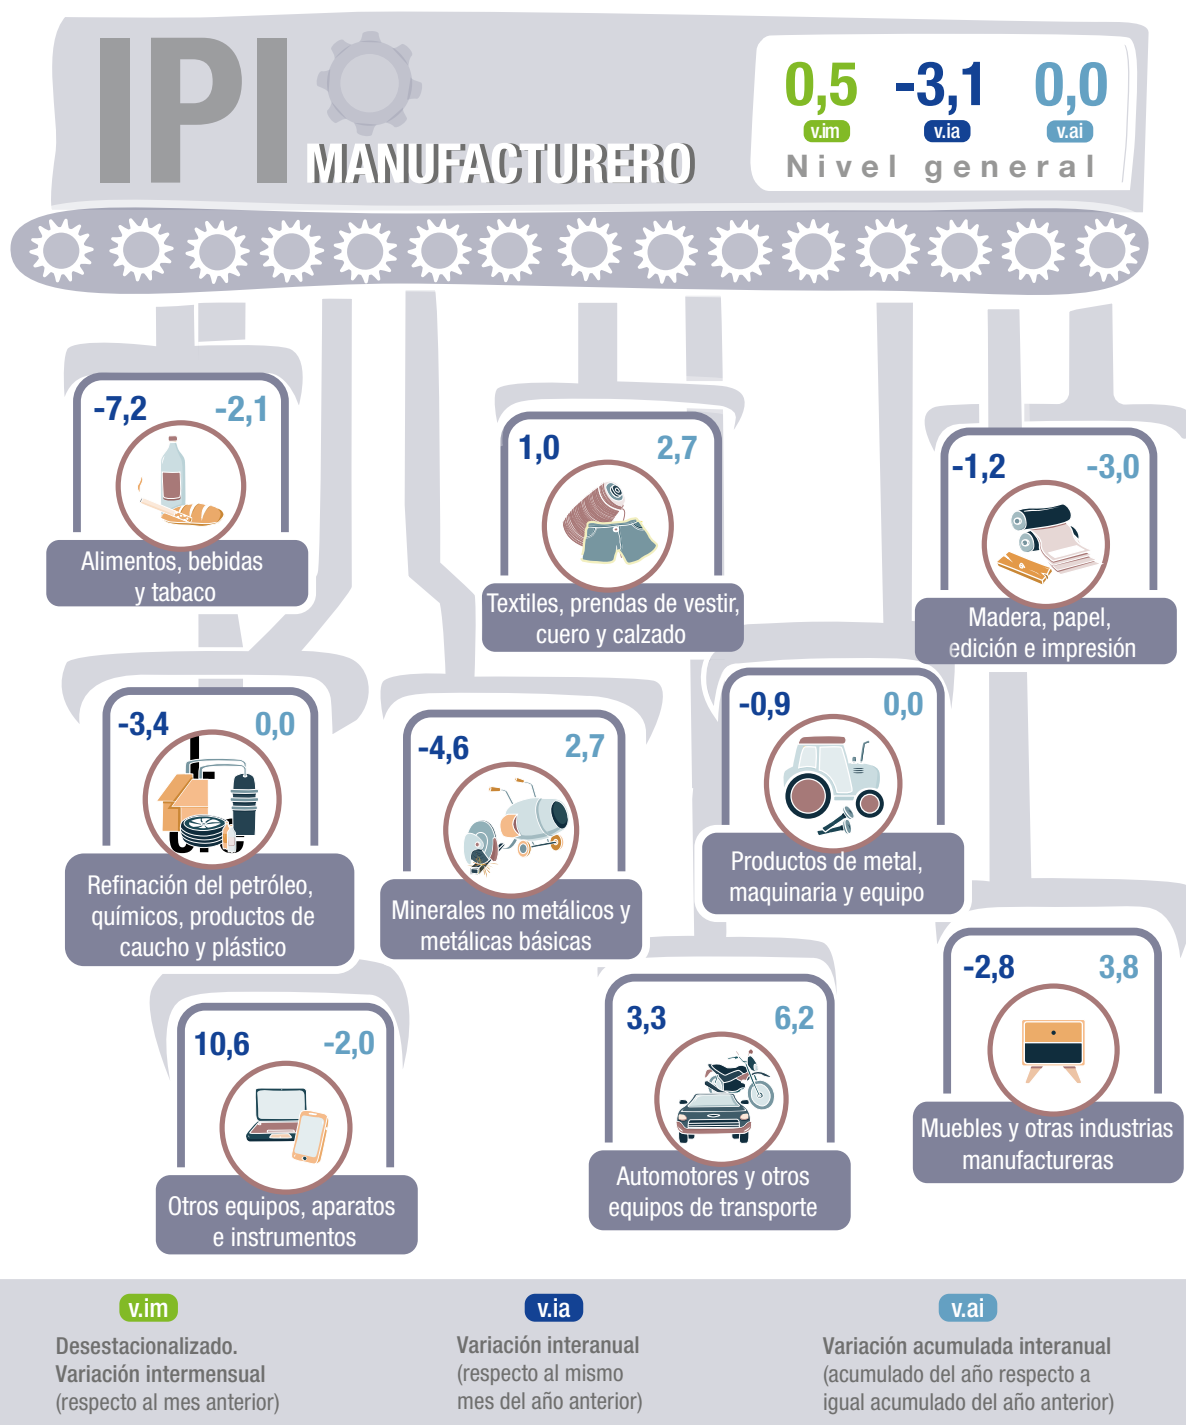 IPI
MANUFACTURERO
0,5 -3,1 0,0
v.im v.ia v.ai
Nivel general
-7,2 -2,1
Alimentos, bebidas
y tabaco
1,0 2,7
Textiles, prendas de vestir,
cuero y calzado
-1,2 -3,0
Madera, papel,
edición e impresión
-3,4 0,0
Refinación del petróleo,
químicos, productos de
caucho y plástico
-4,6 2,7
Minerales no metálicos y
metálicas básicas
-0,9 0,0
Productos de metal,
maquinaria y equipo
10,6 -2,0
Otros equipos, aparatos
e instrumentos
3,3 6,2
Automotores y otros
equipos de transporte
-2,8 3,8
Muebles y otras industrias
manufactureras
v.im
Desestacionalizado.
Variación intermensual
(respecto al mes anterior)
v.ia
Variación interanual
(respecto al mismo
mes del año anterior)
v.ai
Variación acumulada interanual
(acumulado del año respecto a
igual acumulado del año anterior)